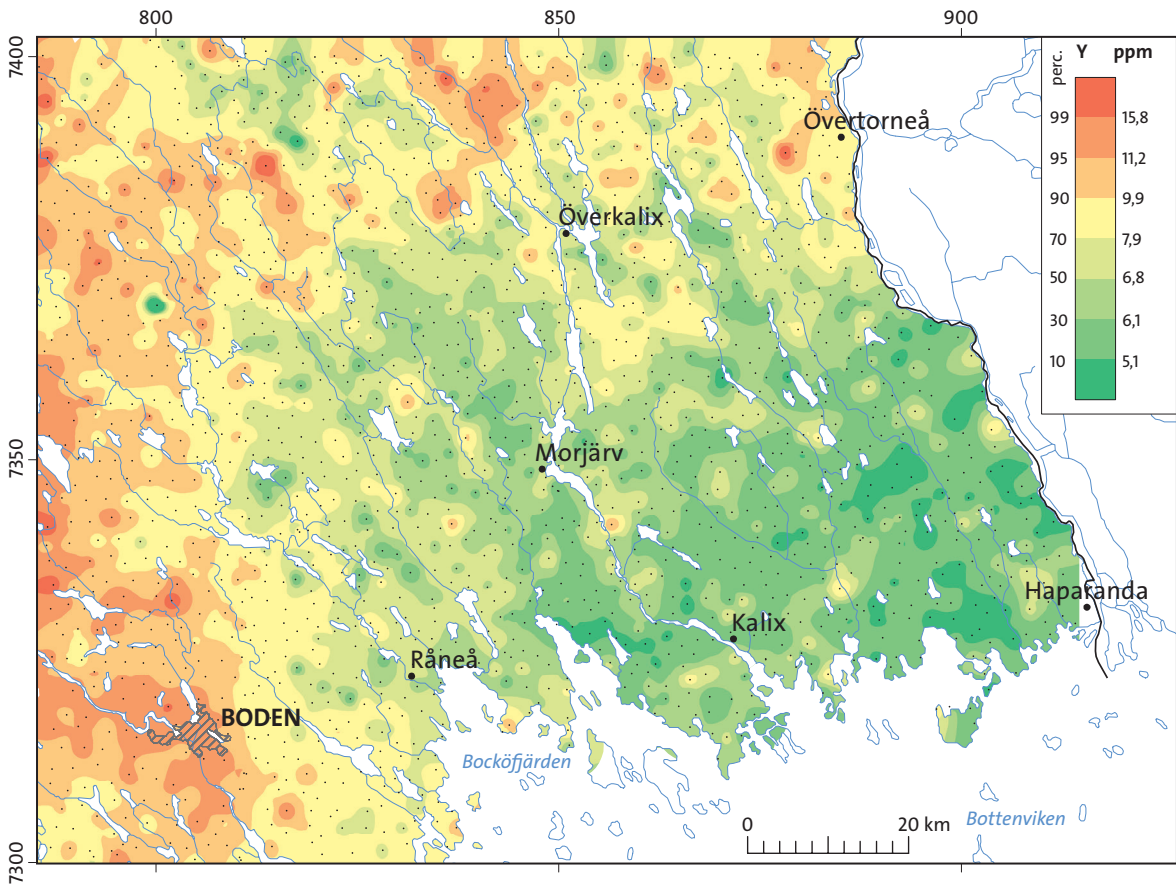 800 850 900
7400
7350
7300
perc. Y ppm
99 15,8
95 11,2
90 9,9
70 7,9
50 6,8
30 6,1
10 5,1
Övertorneå
Överkalix
Morjärv
Haparanda
Kalix
Råneå
BODEN
Bocköfjärden
Bottenviken
0 20 km